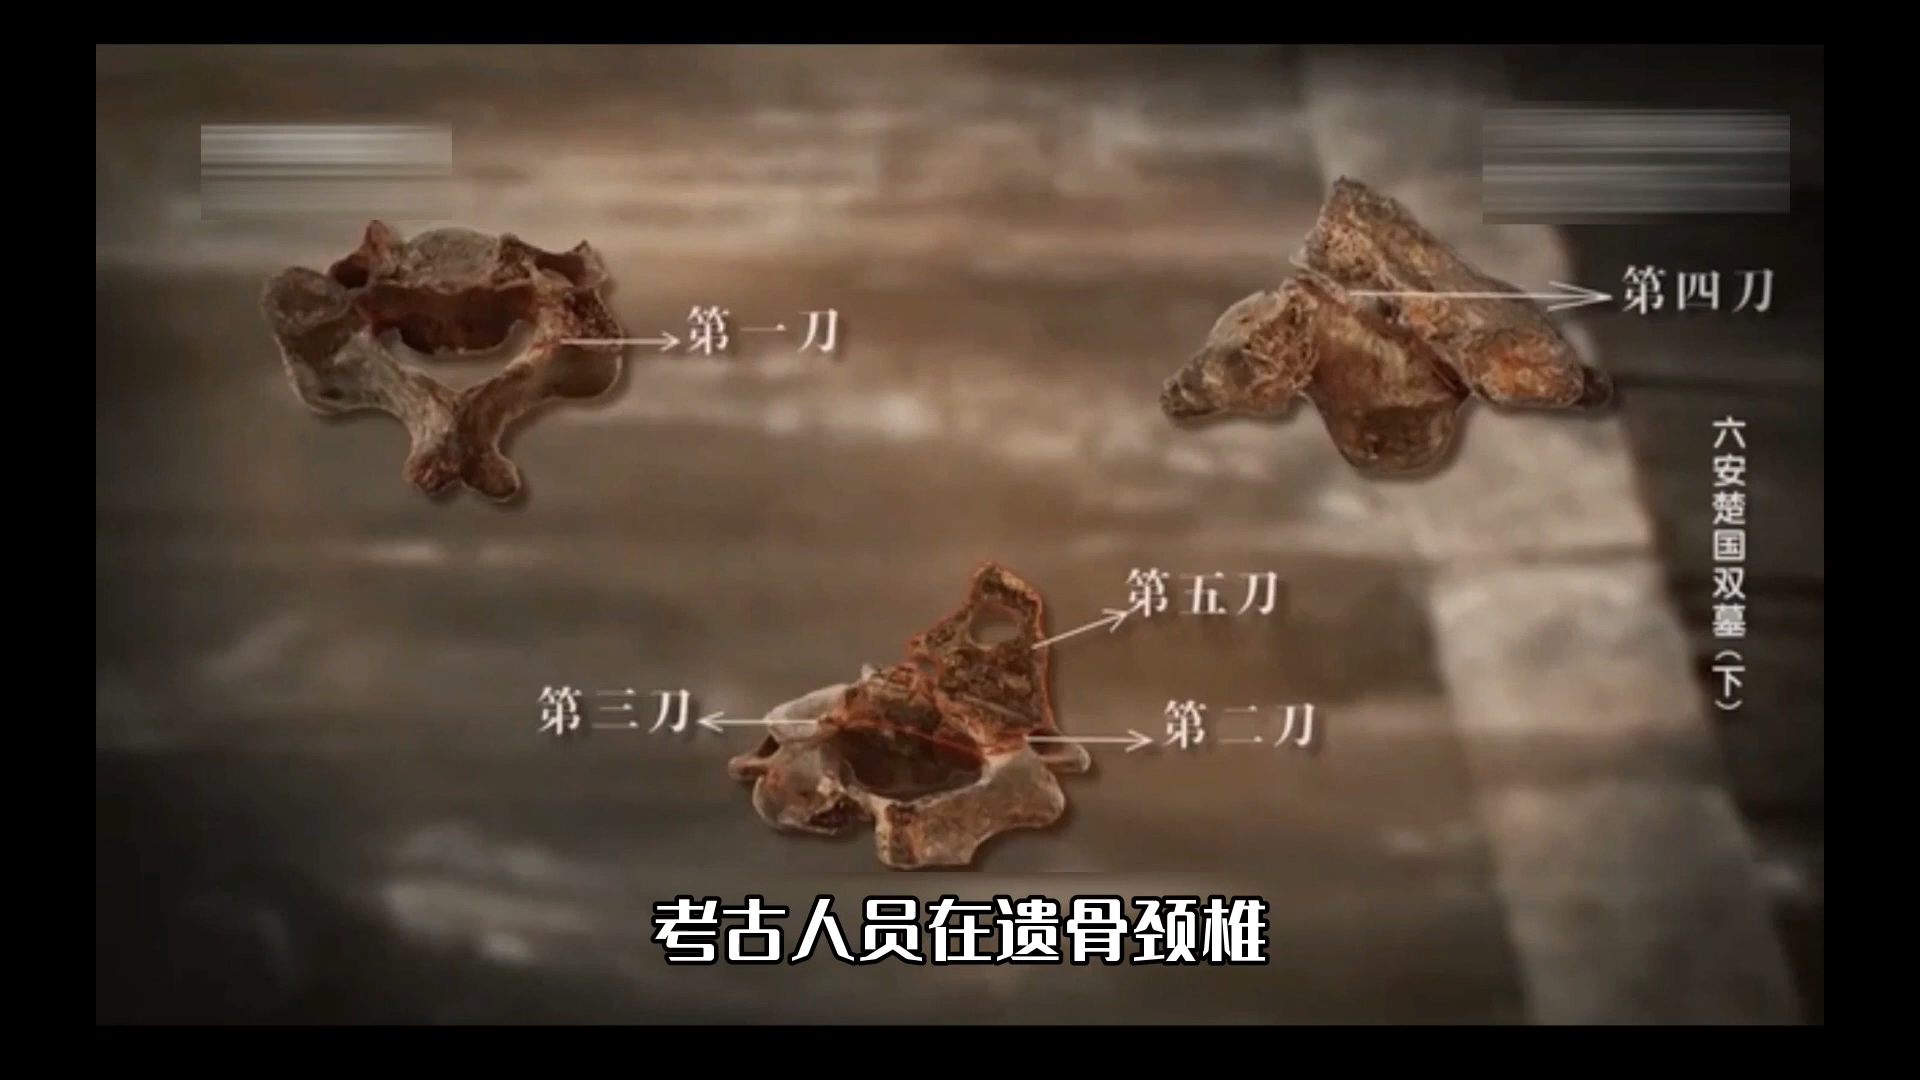 第一刀
第四刀
六安楚国双墓（下）
第五刀
第三刀
第二刀
考古人员在遗骨颈椎